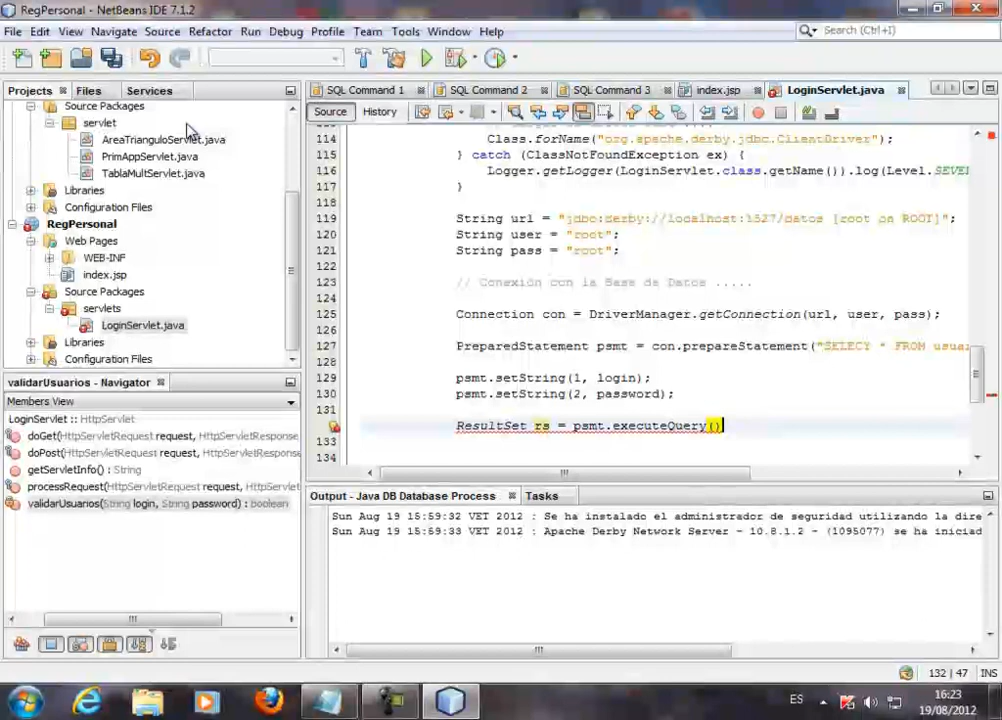 RegPersonal - NetBeans IDE 7.1.2
File Edit View Navigate Source Refactor Run Debug Profile Team Tools Window Help
Search (Ctrl+I)
Projects Files Services
SQL Command 1 SQL Command 2 SQL Command 3 index.jsp LoginServlet.java
Source Packages
servlet
AreaTrianguloServlet.java
PrimAppServlet.java
TablaMultServlet.java
Libraries
Configuration Files
RegPersonal
Web Pages
WEB-INF
index.jsp
Source Packages
servlets
LoginServlet.java
Libraries
Configuration Files
Source History
114 Class.forName("org.apache.derby.jdbc.ClientDriver");
115 } catch (ClassNotFoundException ex) {
116 Logger.getLogger(LoginServlet.class.getName()).log(Level.SEVE
117 }
118
119 String url = "jdbc:derby://localhost:1527/datos [root on ROOT]";
120 String user = "root";
121 String pass = "root";
122
123 // Conexión con la Base de Datos .....
124
125 Connection con = DriverManager.getConnection(url, user, pass);
126
127 PreparedStatement psmt = con.prepareStatement("SELECY * FROM usua
129 psmt.setString(1, login);
130 psmt.setString(2, password);
131
ResultSet rs = psmt.executeQuery()
133
134
validarUsuarios - Navigator
Members View
LoginServlet :: HttpServlet
doGet(HttpServletRequest request, HttpServletResponse
doPost(HttpServletRequest request, HttpServletResponse
getServletInfo() : String
processRequest(HttpServletRequest request, HttpServlet
validarUsuarios(String login, String password) : boolean
Output - Java DB Database Process Tasks
Sun Aug 19 15:59:32 VET 2012 : Se ha instalado el administrador de seguridad utilizando la dire
Sun Aug 19 15:59:33 VET 2012 : Apache Derby Network Server - 10.8.1.2 - (1095077) se ha iniciad
132 | 47 INS
ES
16:23
19/08/2012